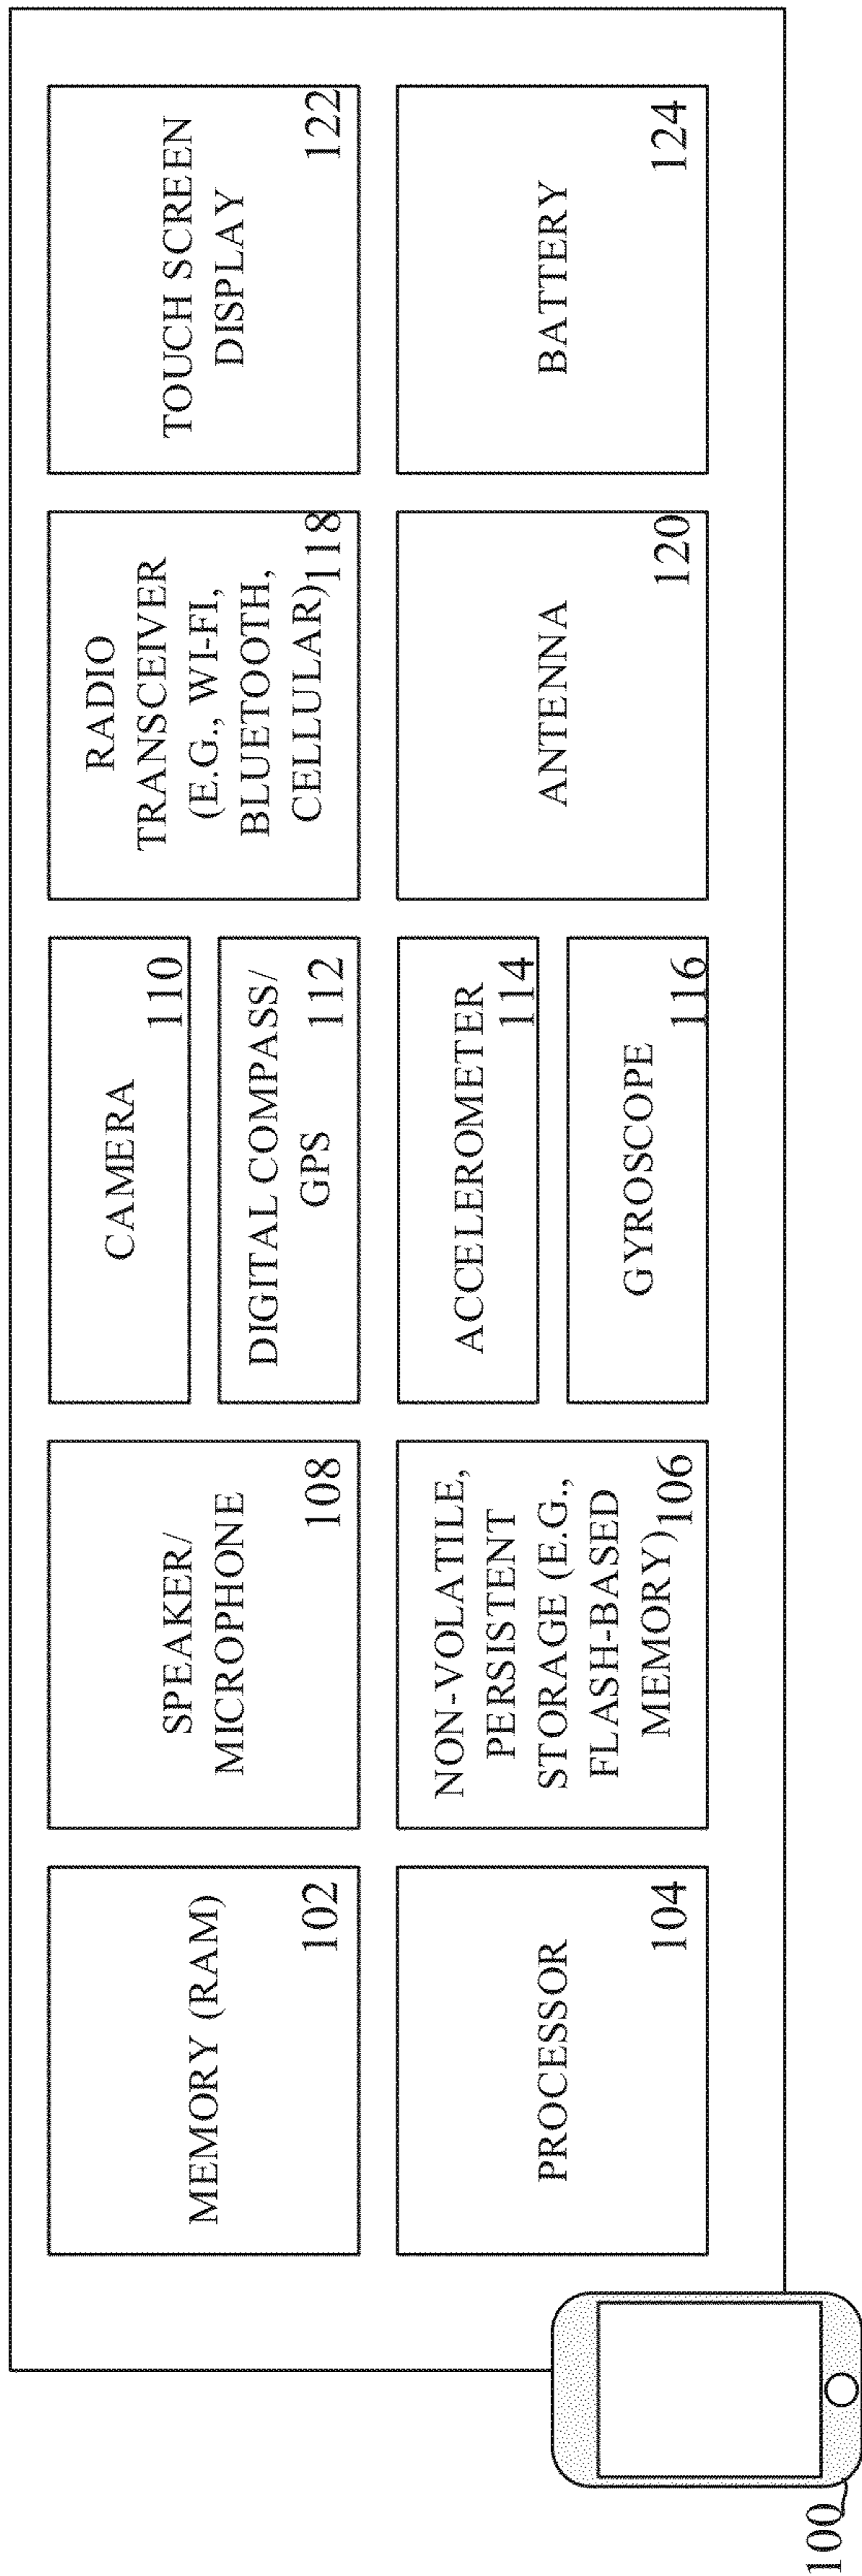 MEMORY (RAM)
102
PROCESSOR
104
SPEAKER/
MICROPHONE
108
NON-VOLATILE,
PERSISTENT
STORAGE (E.G.,
FLASH-BASED
MEMORY)
106
CAMERA
110
DIGITAL COMPASS/
GPS
112
ACCELEROMETER
114
GYROSCOPE
116
RADIO
TRANSCEIVER
(E.G., WI-FI,
BLUETOOTH,
CELLULAR)
118
ANTENNA
120
TOUCH SCREEN
DISPLAY
122
BATTERY
124
100